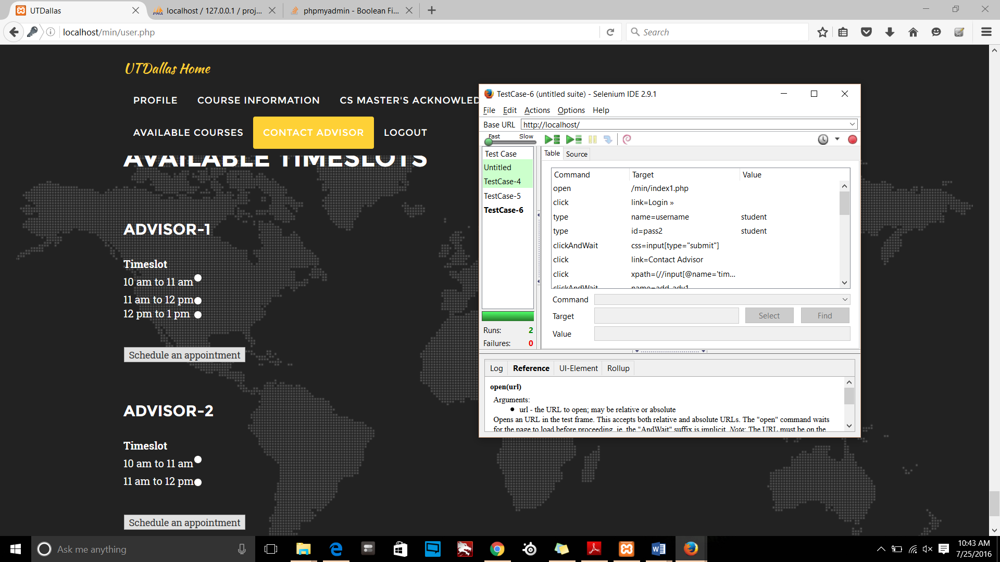 UTDallas
localhost / 127.0.0.1 / proj...
phpmyadmin - Boolean Fi...
localhost/min/user.php
Search
UTDallas Home
PROFILE COURSE INFORMATION CS MASTER'S ACKNOWLED
AVAILABLE COURSES CONTACT ADVISOR LOGOUT
AVAILABLE TIMESLOTS
ADVISOR-1
Timeslot
10 am to 11 am
11 am to 12 pm
12 pm to 1 pm
Schedule an appointment
ADVISOR-2
Timeslot
10 am to 11 am
11 am to 12 pm
Schedule an appointment
TestCase-6 (untitled suite) - Selenium IDE 2.9.1
File Edit Actions Options Help
Base URL http://localhost/
Fast Slow
Test Case
Untitled
TestCase-4
TestCase-5
TestCase-6
Runs: 2
Failures: 0
Table Source
Command Target Value
open /min/index1.php
click link=Login »
type name=username student
type id=pass2 student
clickAndWait css=input[type="submit"]
click link=Contact Advisor
click xpath=(//input[@name='tim...
clickAndWait name=add_adv1
Command
Target Select Find
Value
Log Reference UI-Element Rollup
open(url)
Arguments:
● url - the URL to open; may be relative or absolute
Opens an URL in the test frame. This accepts both relative and absolute URLs. The "open" command waits
for the page to load before proceeding, ie. the "AndWait" suffix is implicit. Note: The URL must be on the
Ask me anything
10:43 AM
7/25/2016